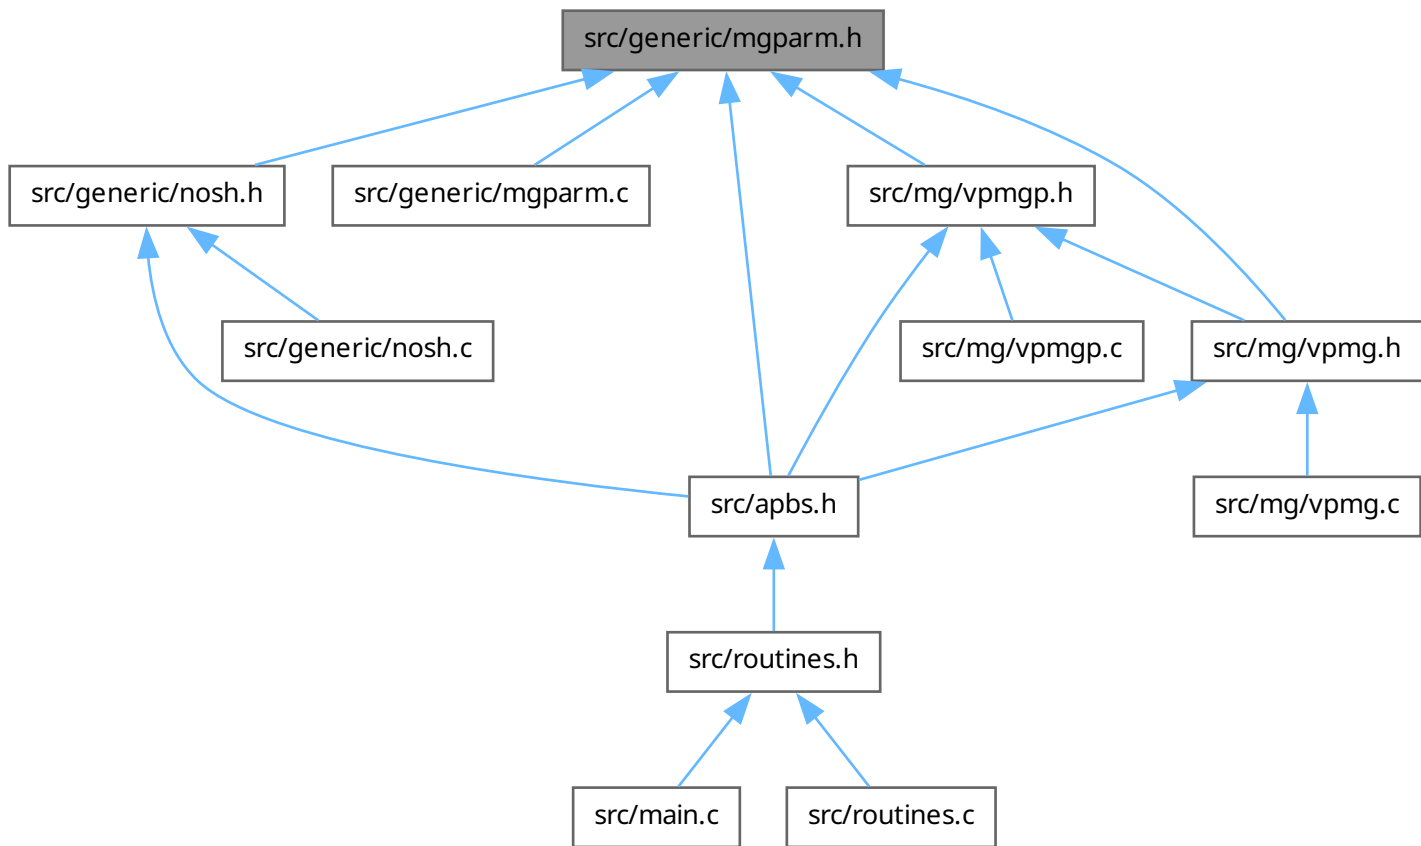 src/generic/mgparm.h
src/generic/nosh.h
src/generic/mgparm.c
src/mg/vpmgp.h
src/generic/nosh.c
src/mg/vpmgp.c
src/mg/vpmg.h
src/apbs.h
src/mg/vpmg.c
src/routines.h
src/main.c
src/routines.c